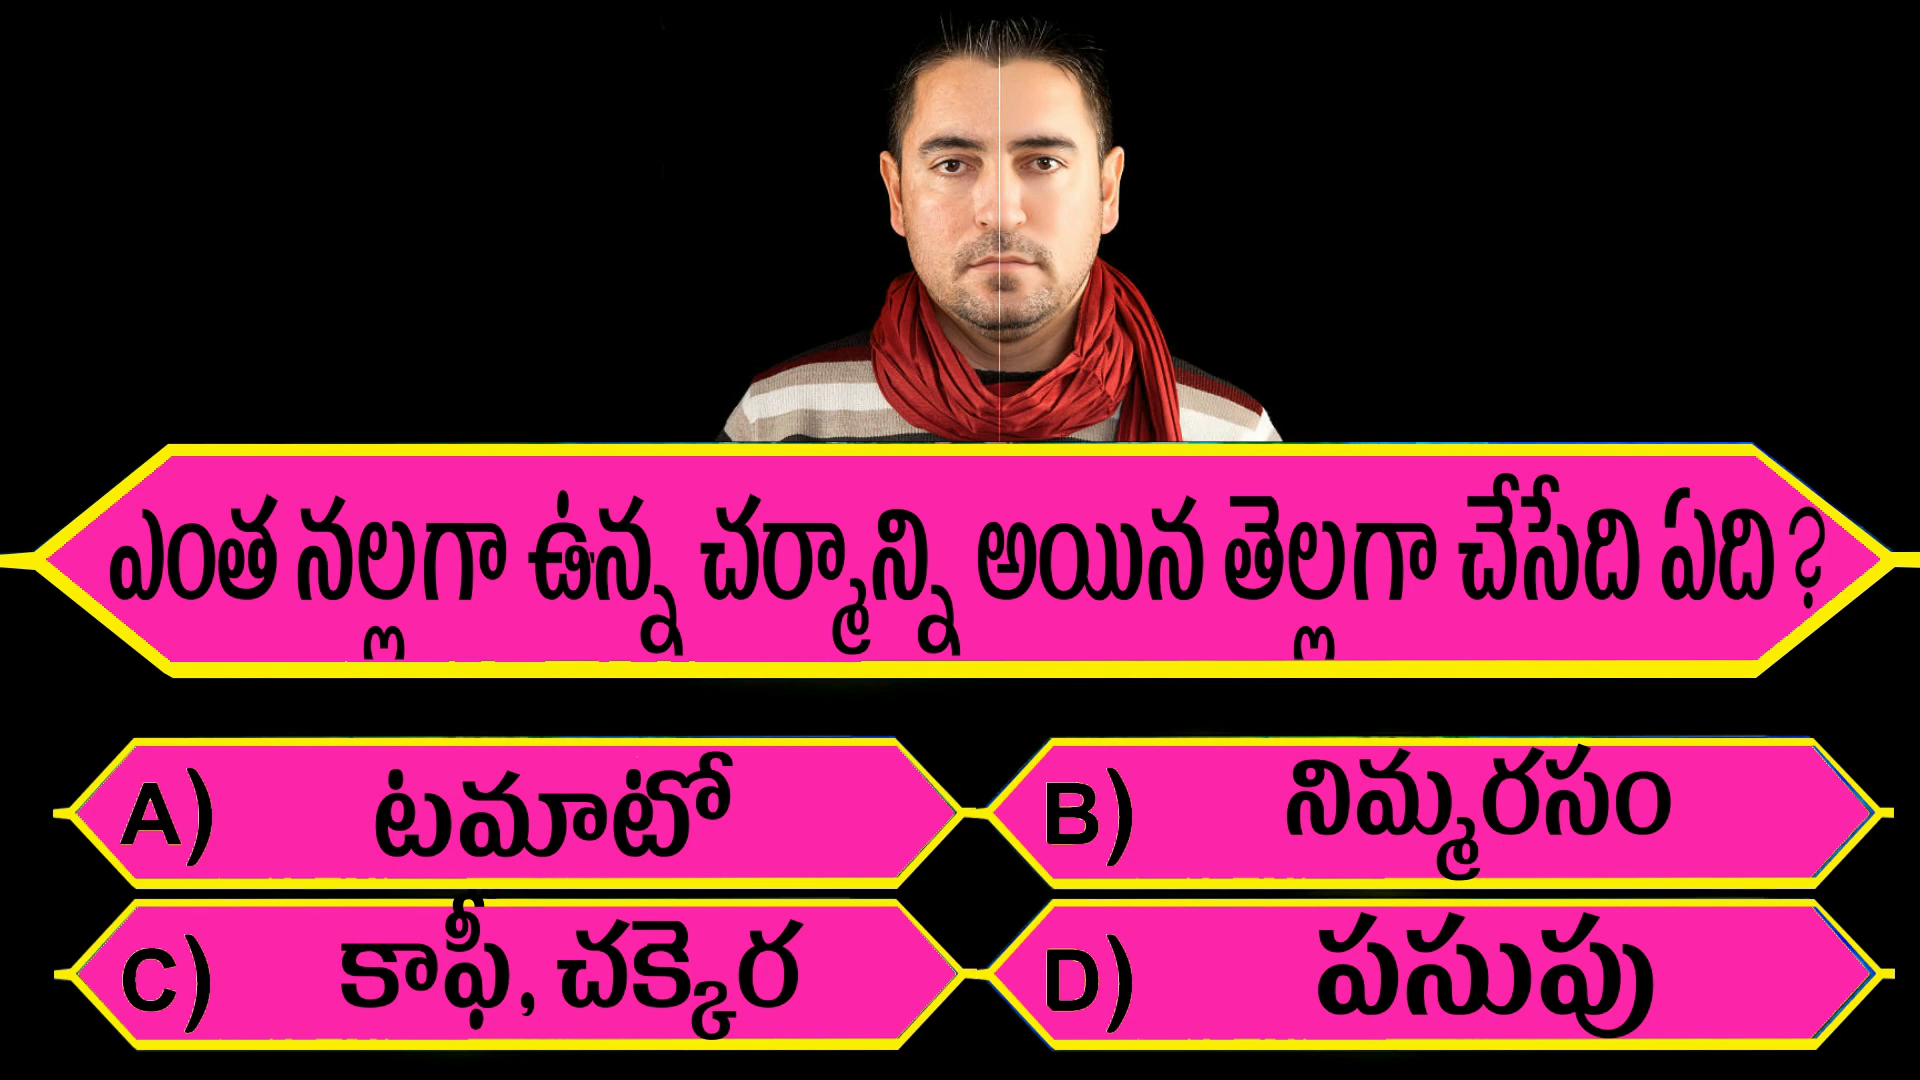 ఎంత నల్లగా ఉన్న చర్మాన్ని అయిన తెల్లగా చేసేది ఏది?
A) టమాటో
B) నిమ్మరసం
C) కాఫీ, చక్కెర
D) పసుపు